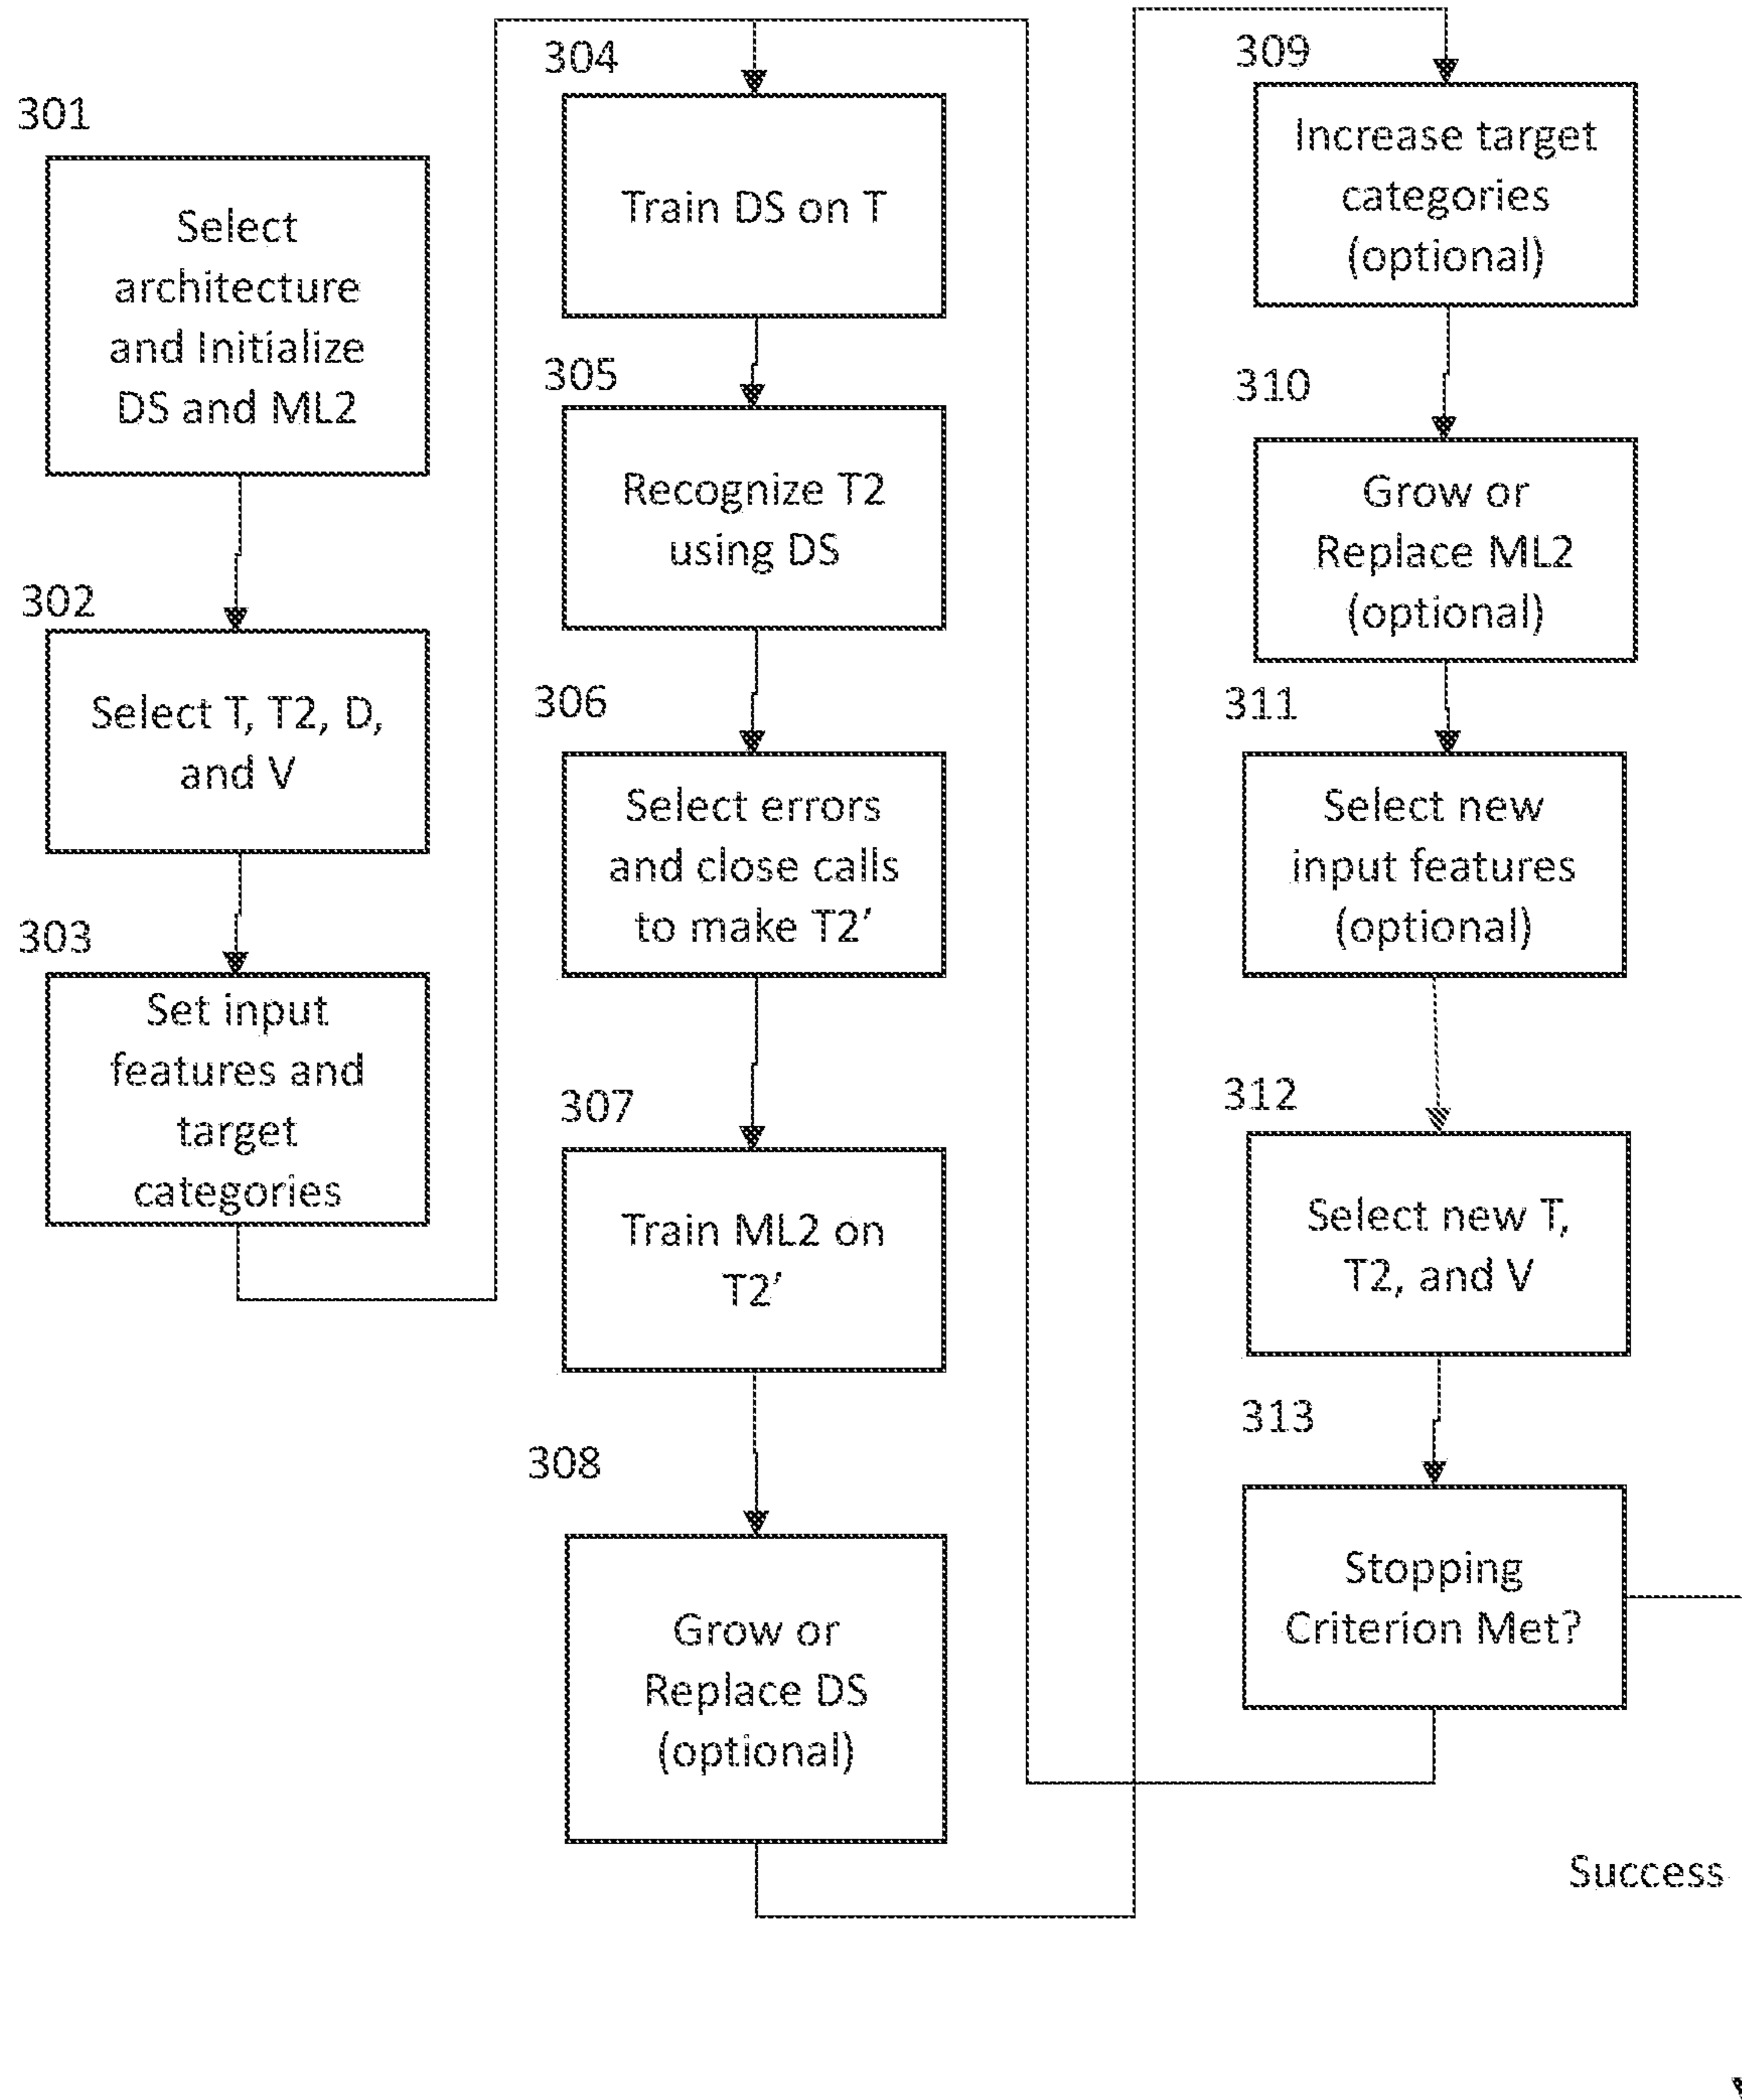 301
Select
architecture
and Initialize
DS and ML2
302
Select T, T2, D,
and V
303
Set input
features and
target
categories
304
Train DS on T
305
Recognize T2
using DS
306
Select errors
and close calls
to make T2’
307
Train ML2 on
T2’
308
Grow or
Replace DS
(optional)
309
Increase target
categories
(optional)
310
Grow or
Replace ML2
(optional)
311
Select new
input features
(optional)
312
Select new T,
T2, and V
313
Stopping
Criterion Met?
Success